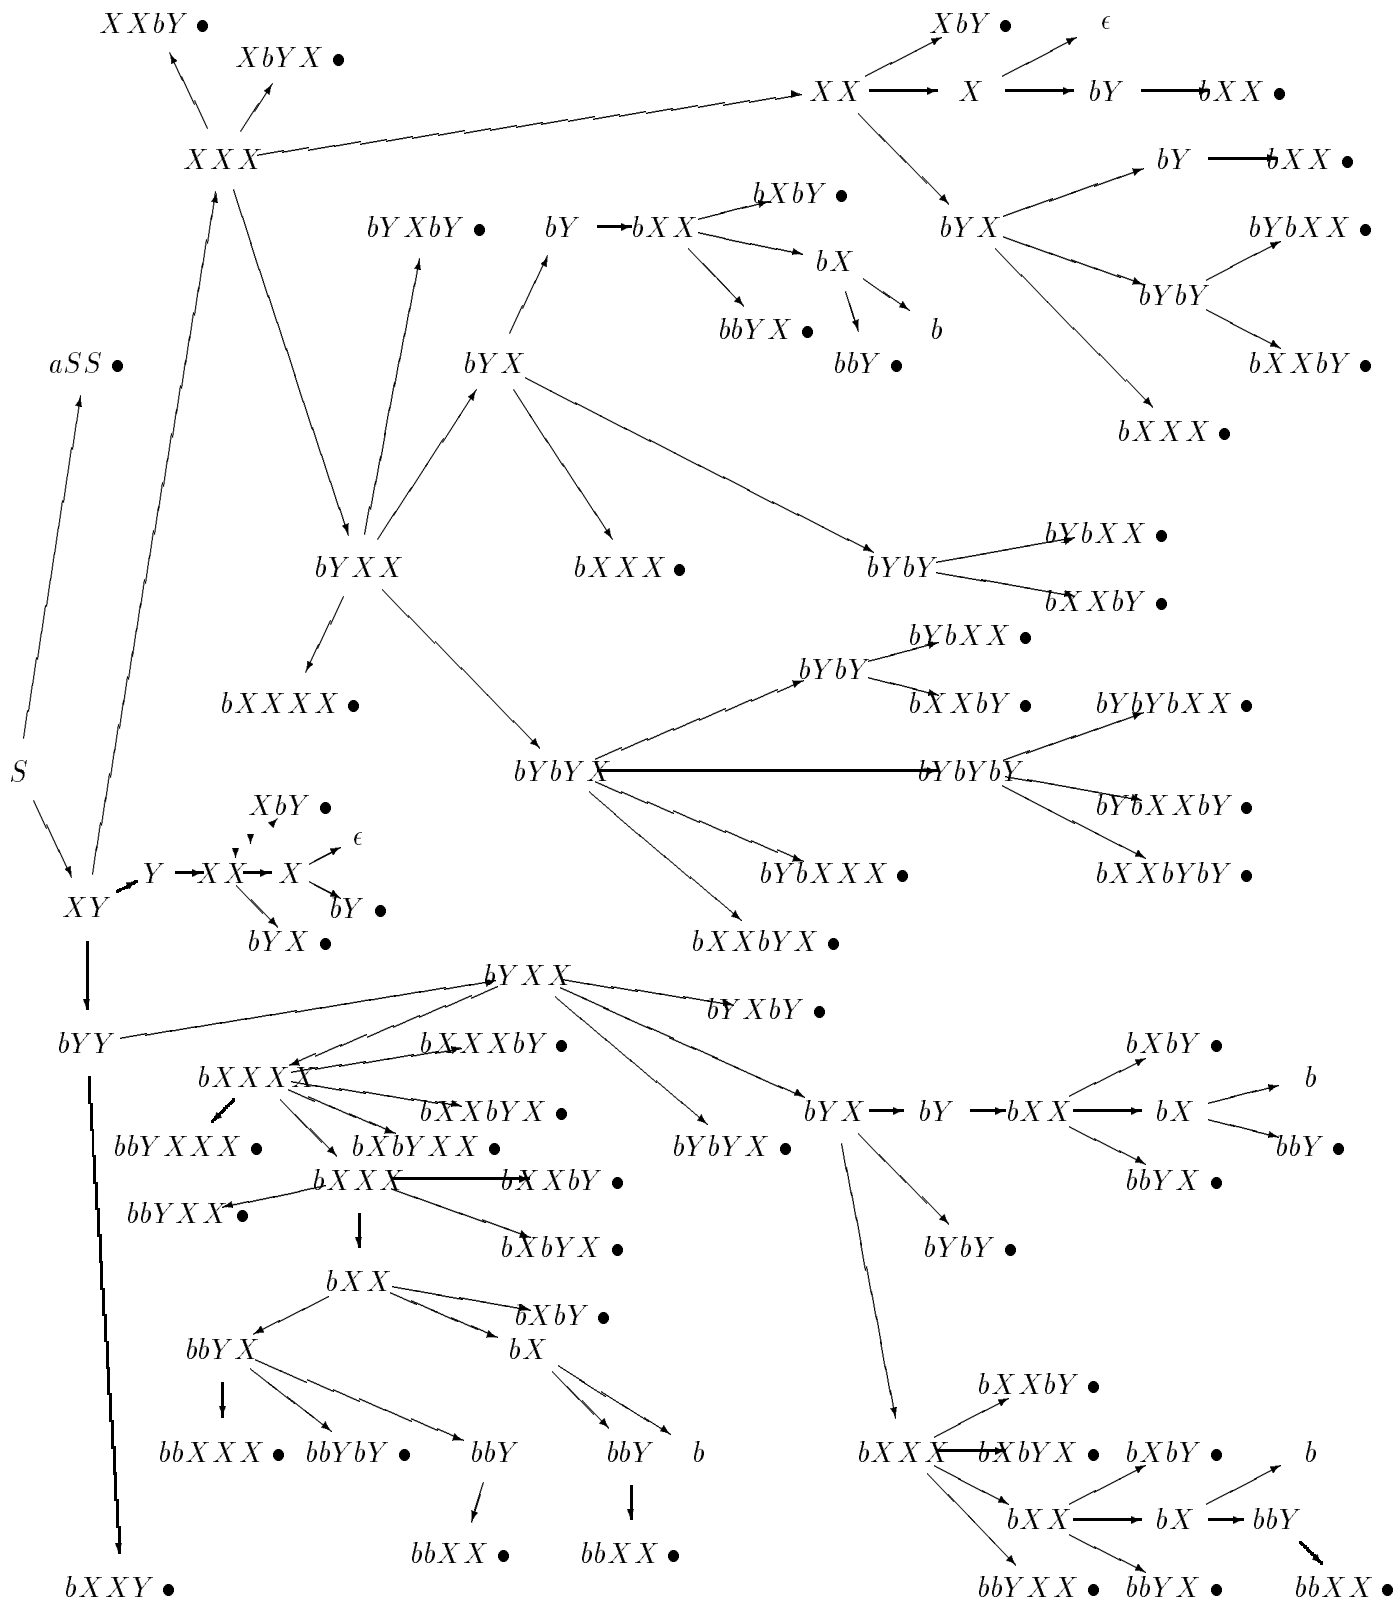 XXbY ● XbY ● ϵ
XbYX ●
XX X bY bXX ●
XXX bY bXX ●
bXbY ●
bYXbY ● bY bXX bYX bYbXX ●
bX
bYbY
bbYX ● b
aSS ● bYX bbY ● bXXbY ●
bXXX ●
bYbXX ●
bYXX bXXX ● bYbY
bXXbY ●
bYbXX ●
bYbY
bXXXX ● bXXbY ● bYbYbXX ●
S bYbYX bYbYbY
XbY ● bYbXXbY ●
ϵ
Y XX X bYbXXX ● bXXbYbY ●
XY bY ●
bYX ● bXXbYX ●
bYXX
bYXbY ●
bYY bXXXbY ● bXbY ●
bXXXX b
bXXbYX ● bYX bY bXX bX
bbYXXX ● bXbYXX ● bYbYX ● bbY ●
bXXX bXXbY ● bbYX ●
bbYXX ●
bXbYX ● bYbY ●
bXX
bXbY ●
bbYX bX
bXXbY ●
bbXXX ● bbYbY ● bbY bbY b bXXX bXbYX ● bXbY ● b
bXX bX bbY
bbXX ● bbXX ●
bXXY ● bbYXX ● bbYX ● bbXX ●